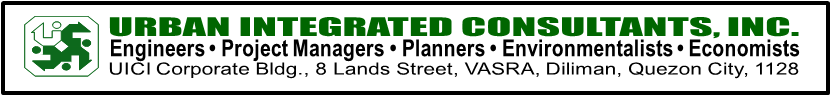 URBAN INTEGRATED CONSULTANTS, INC.
Engineers • Project Managers • Planners • Environmentalists • Economists
UICI Corporate Bldg., 8 Lands Street, VASRA, Diliman, Quezon City, 1128